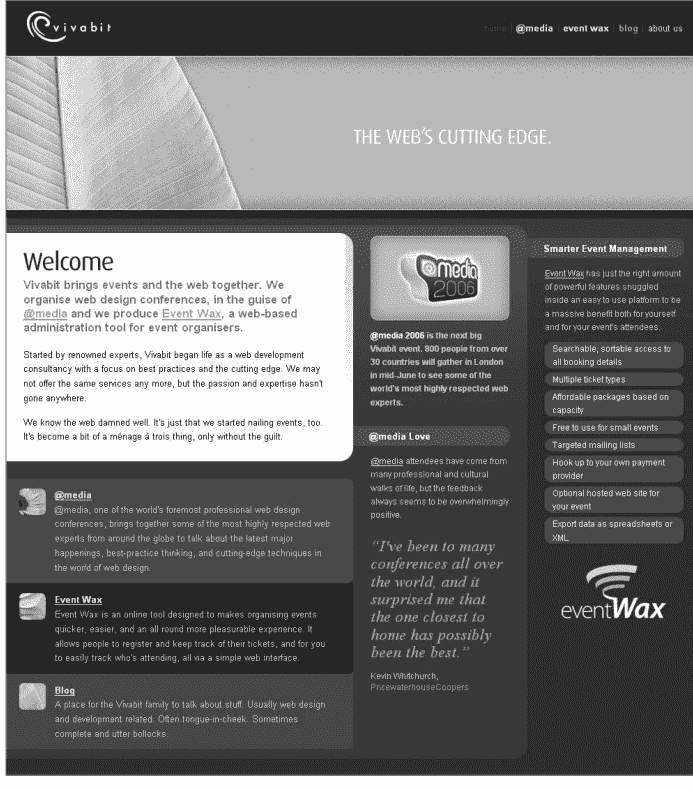 vivabit
home | @media | event wax | blog | about us
THE WEB'S CUTTING EDGE.
Welcome
Vivabit brings events and the web together. We
organise web design conferences, in the guise of
@media and we produce Event Wax, a web-based
administration tool for event organisers.
Started by renowned experts, Vivabit began life as a web development
consultancy with a focus on best practices and the cutting edge. We may
not offer the same services any more, but the passion and expertise hasn't
gone anywhere.
We know the web damned well. It's just that we started nailing events, too.
It's become a bit of a ménage à trois thing, only without the guilt.
@media
@media, one of the world's foremost professional web design
conferences, brings together some of the most highly respected web
experts from around the globe to talk about the latest major
happenings, best-practice thinking, and cutting-edge techniques in
the world of web design.
Event Wax
Event Wax is an online tool designed to makes organising events
quicker, easier, and an all round more pleasurable experience. It
allows people to register and keep track of their tickets, and for you
to easily track who's attending, all via a simple web interface.
Blog
A place for the Vivabit family to talk about stuff. Usually web design
and development related. Often tongue-in-cheek. Sometimes
complete and utter bollocks.
@media
2006
@media 2006 is the next big
Vivabit event. 800 people from over
30 countries will gather in London
in mid-June to see some of the
world's most highly respected web
experts.
@media Love
@media attendees have come from
many professional and cultural
walks of life, but the feedback
always seems to be overwhelmingly
positive.
"I've been to many
conferences all over
the world, and it
surprised me that
the one closest to
home has possibly
been the best."
Kevin Whitchurch,
PricewaterhouseCoopers
Smarter Event Management
Event Wax has just the right amount
of powerful features snuggled
inside an easy to use platform to be
a massive benefit both for yourself
and for your event's attendees.
Searchable, sortable access to
all booking details
Multiple ticket types
Affordable packages based on
capacity
Free to use for small events
Targeted mailing lists
Hook up to your own payment
provider
Optional hosted web site for
your event
Export data as spreadsheets or
XML.
eventWax